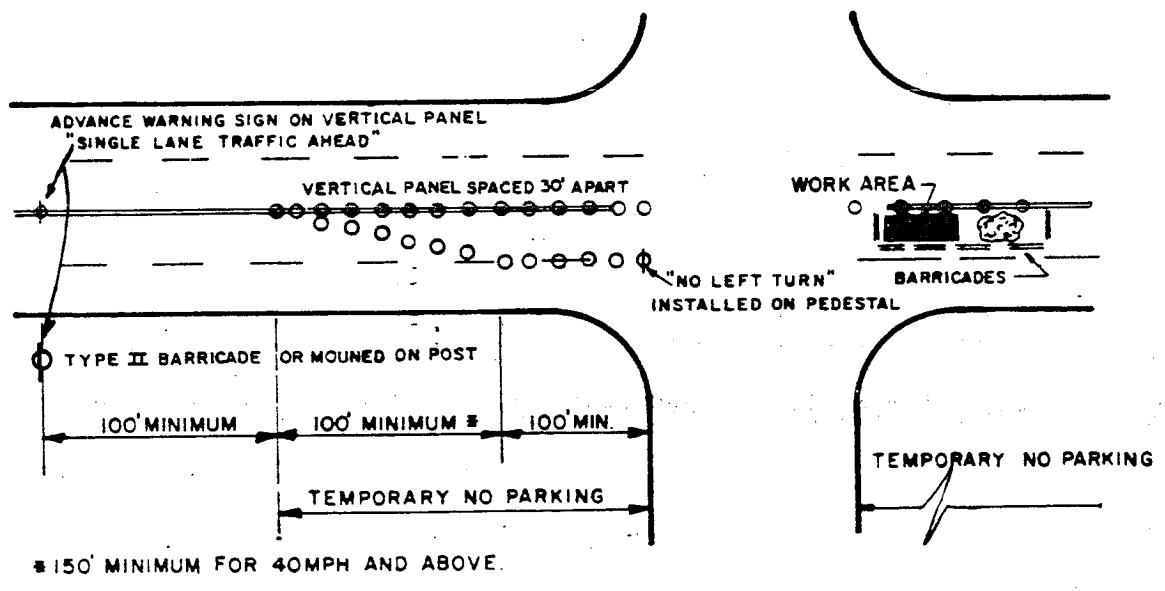 ADVANCE WARNING SIGN ON VERTICAL PANEL
"SINGLE LANE TRAFFIC AHEAD"
VERTICAL PANEL SPACED 30' APART
WORK AREA
BARRICADES
"NO LEFT TURN"
INSTALLED ON PEDESTAL
TYPE II BARRICADE OR MOUNED ON POST
100' MINIMUM
100' MINIMUM *
100' MIN.
TEMPORARY NO PARKING
TEMPORARY NO PARKING
* 150' MINIMUM FOR 40MPH AND ABOVE.